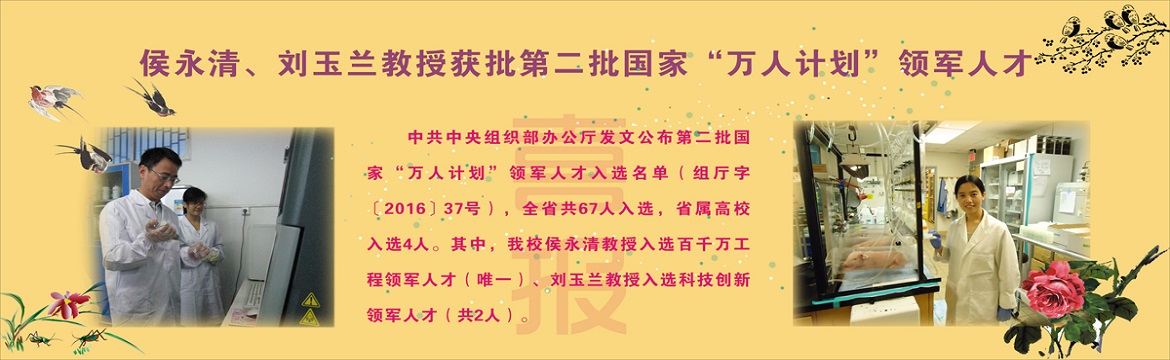 侯永清、刘玉兰教授获批第二批国家“万人计划”领军人才
喜报
中共中央组织部办公厅发文公布第二批国
家“万人计划”领军人才入选名单（组厅字
〔2016〕37号），全省共67人入选，省属高校
入选4人。其中，我校侯永清教授入选百千万工
程领军人才（唯一）、刘玉兰教授入选科技创新
领军人才（共2人）。